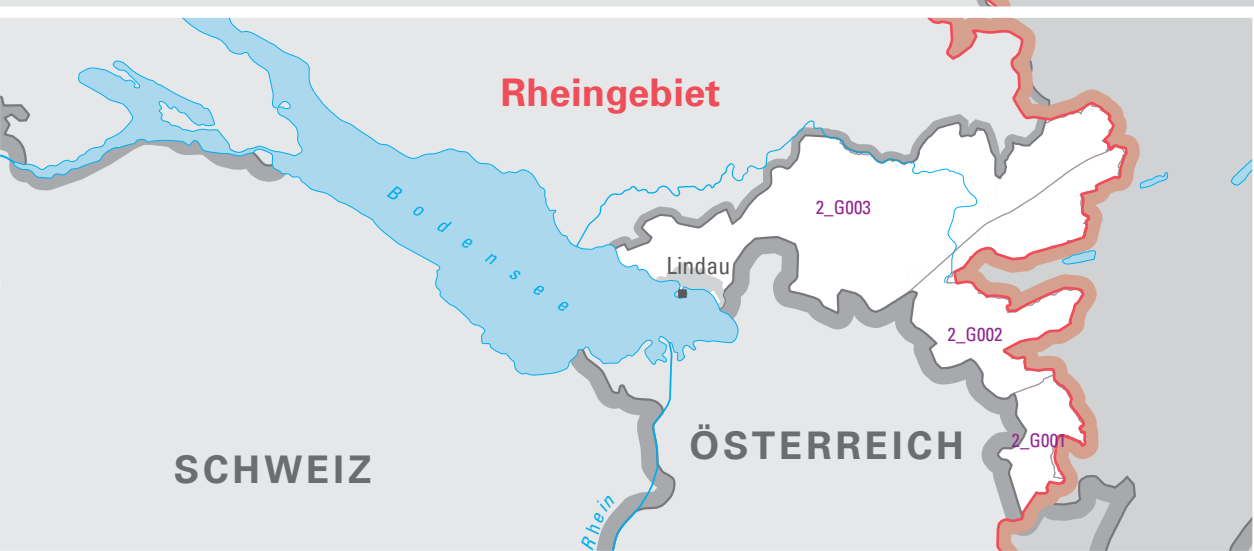 Rheingebiet
Bodensee
2_G003
Lindau
2_G002
2_G001
ÖSTERREICH
SCHWEIZ
Rhein